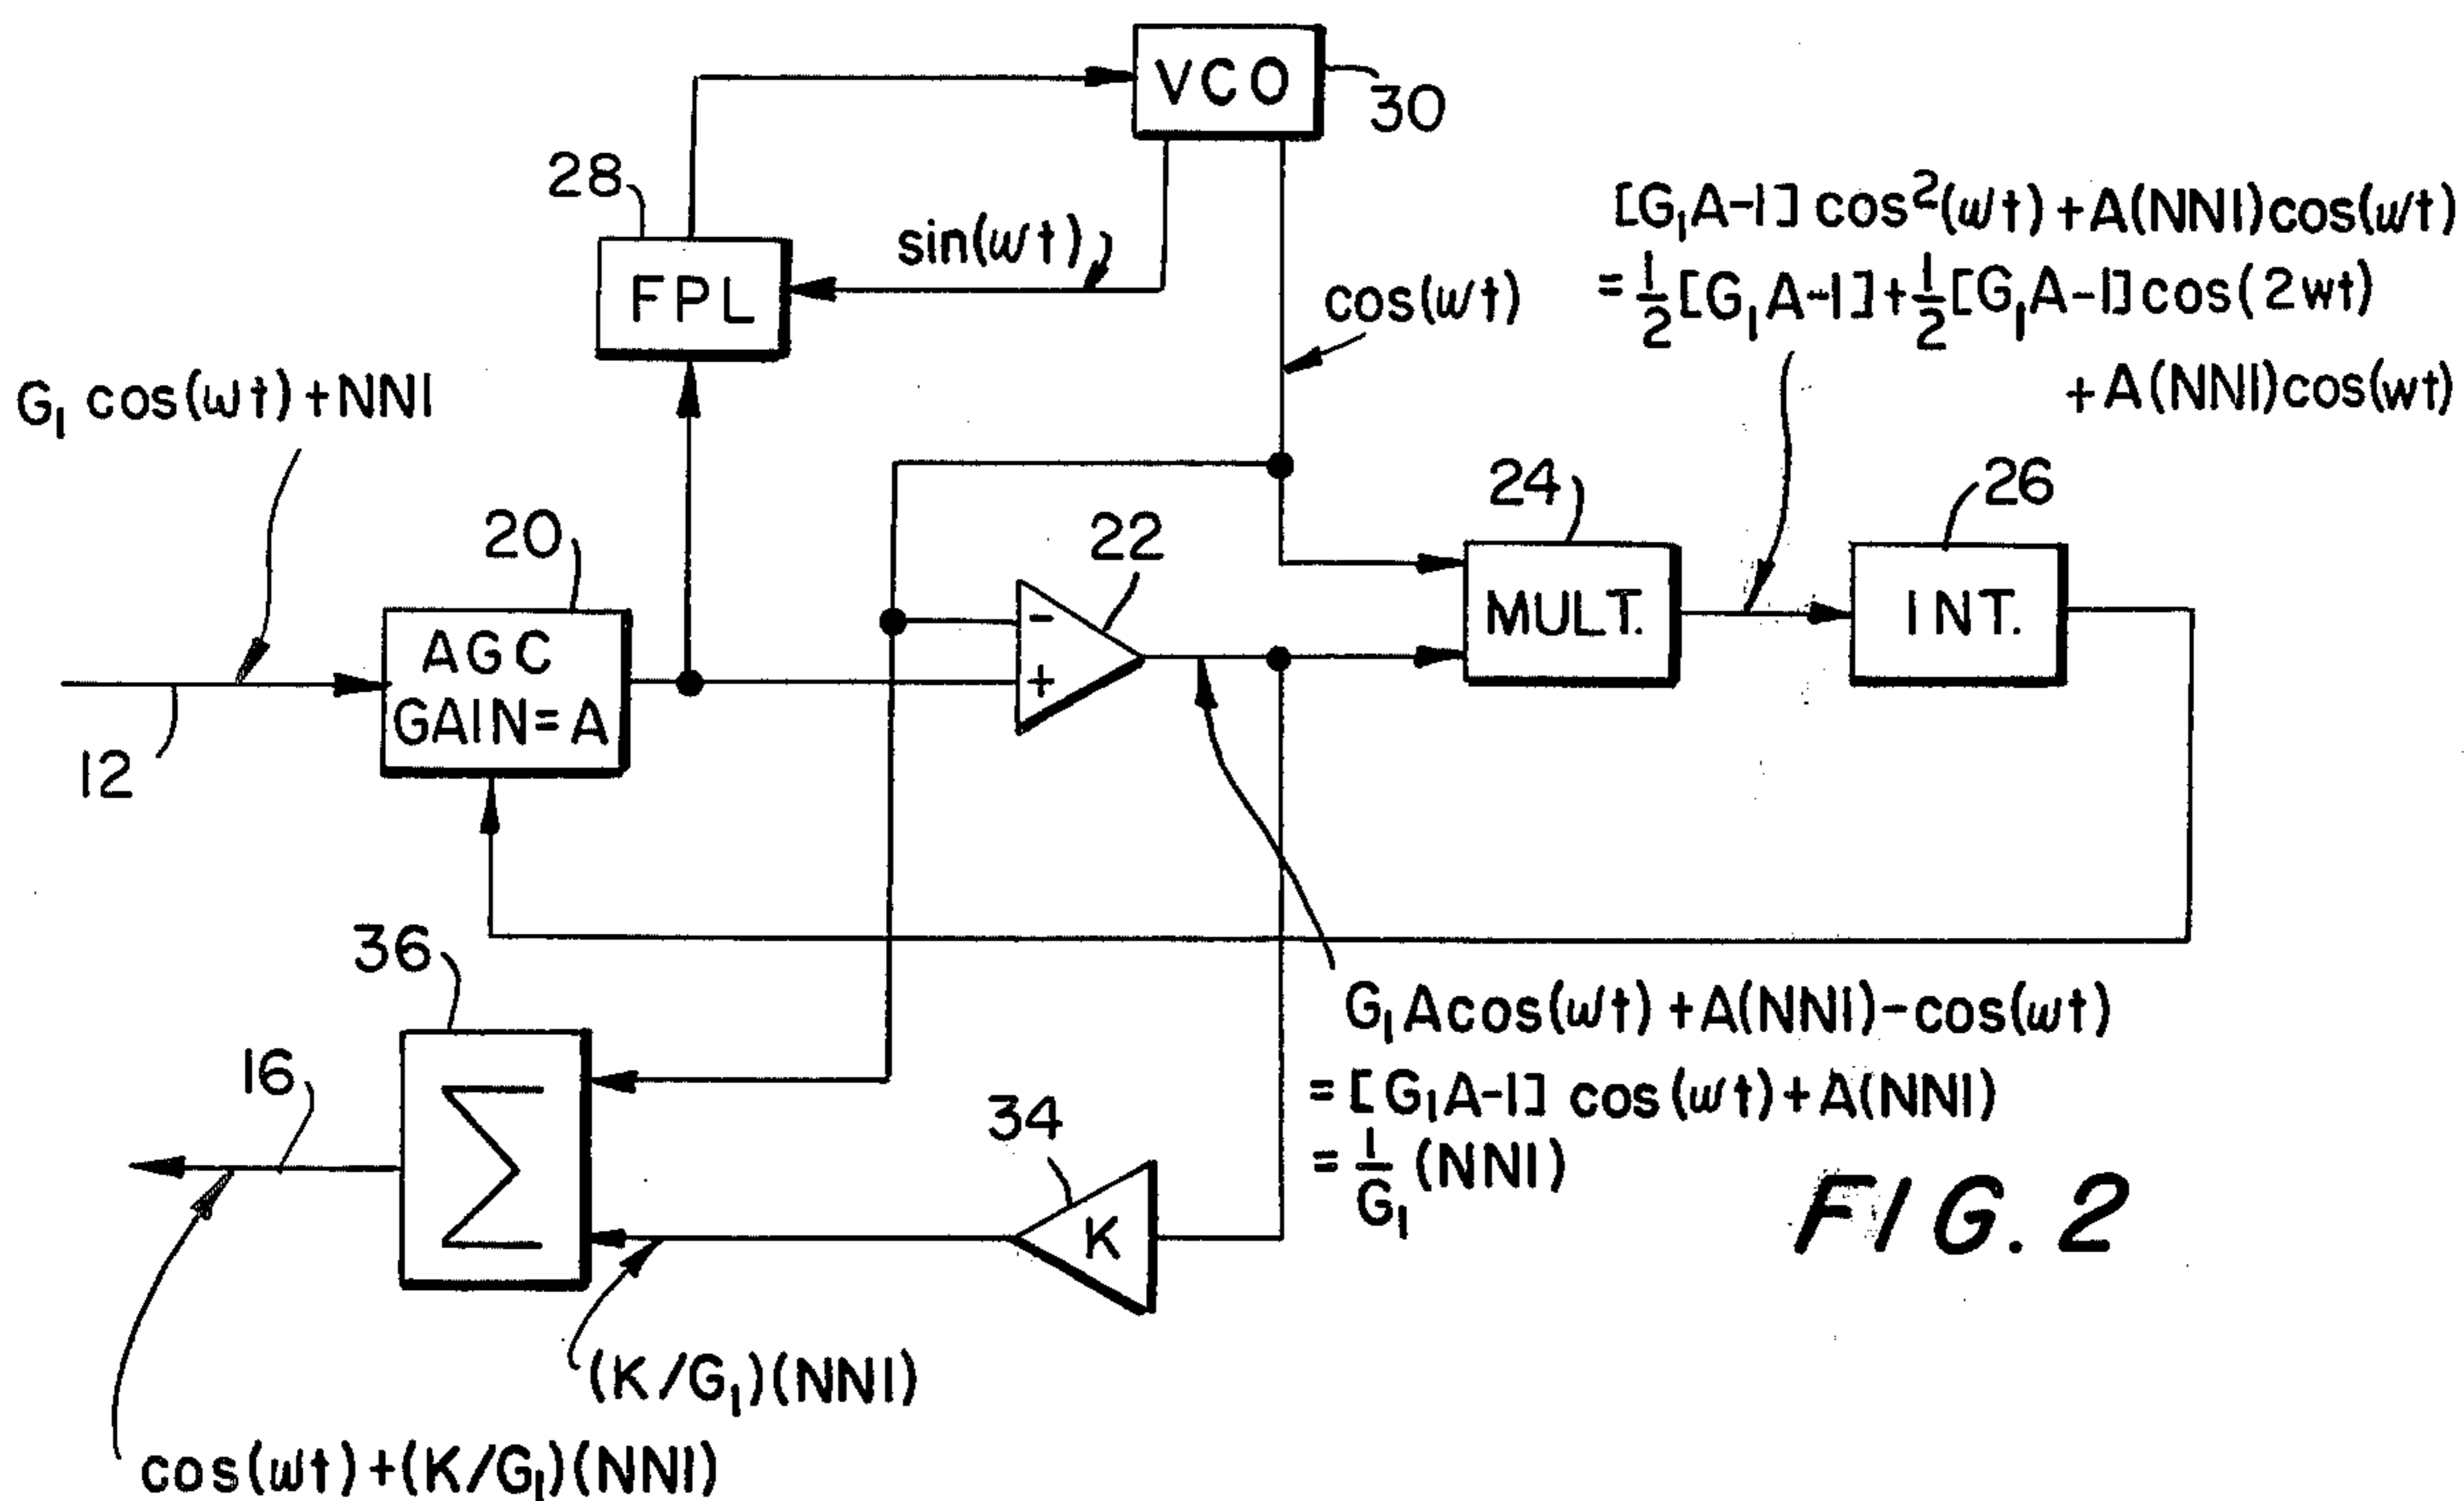 VCO
30
28
FPL
sin(ωt)
cos(ωt)
[G₁A-1] cos²(ωt)+A(NNI)cos(ωt)
=½[G₁A-1]+½[G₁A-1]cos(2wt)
+A(NNI)cos(wt)
G₁ cos(ωt)+NNI
20
22
24
26
AGC
GAIN=A
-
+
MULT.
INT.
12
36
G₁Acos(ωt)+A(NNI)-cos(ωt)
=[G₁A-1] cos(ωt)+A(NNI)
=1/G₁(NNI)
16
Σ
34
K
FIG. 2
(K/G₁)(NNI)
cos(ωt)+(K/G₁)(NNI)